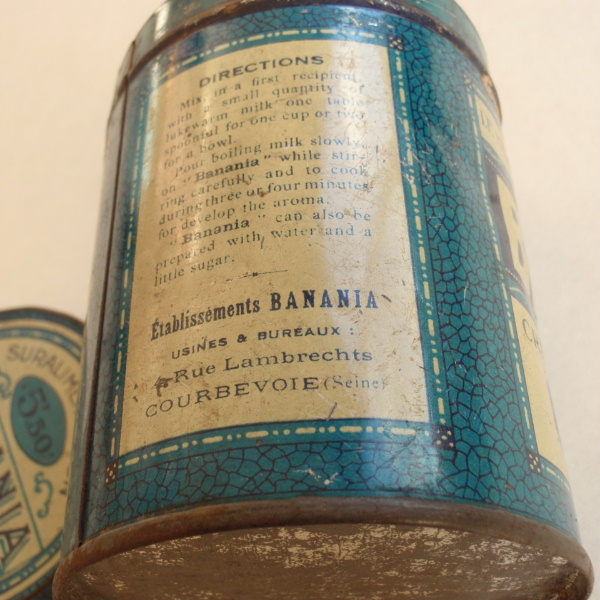 DIRECTIONS
Mix, in a first recipient,
with a small quantity of
lukewarm milk one table
spoonful for one cup or two
for a bowl.
Pour boiling milk slowly
on "Banania" while stir-
ring carefully and to cook
during three or four minutes
for develop the aroma.
"Banania" can also be
prepared with water and a
little sugar.
Établissements BANANIA
USINES & BUREAUX :
Rue Lambrechts
COURBEVOIE (Seine)
SURALIM
5.50
ANIA